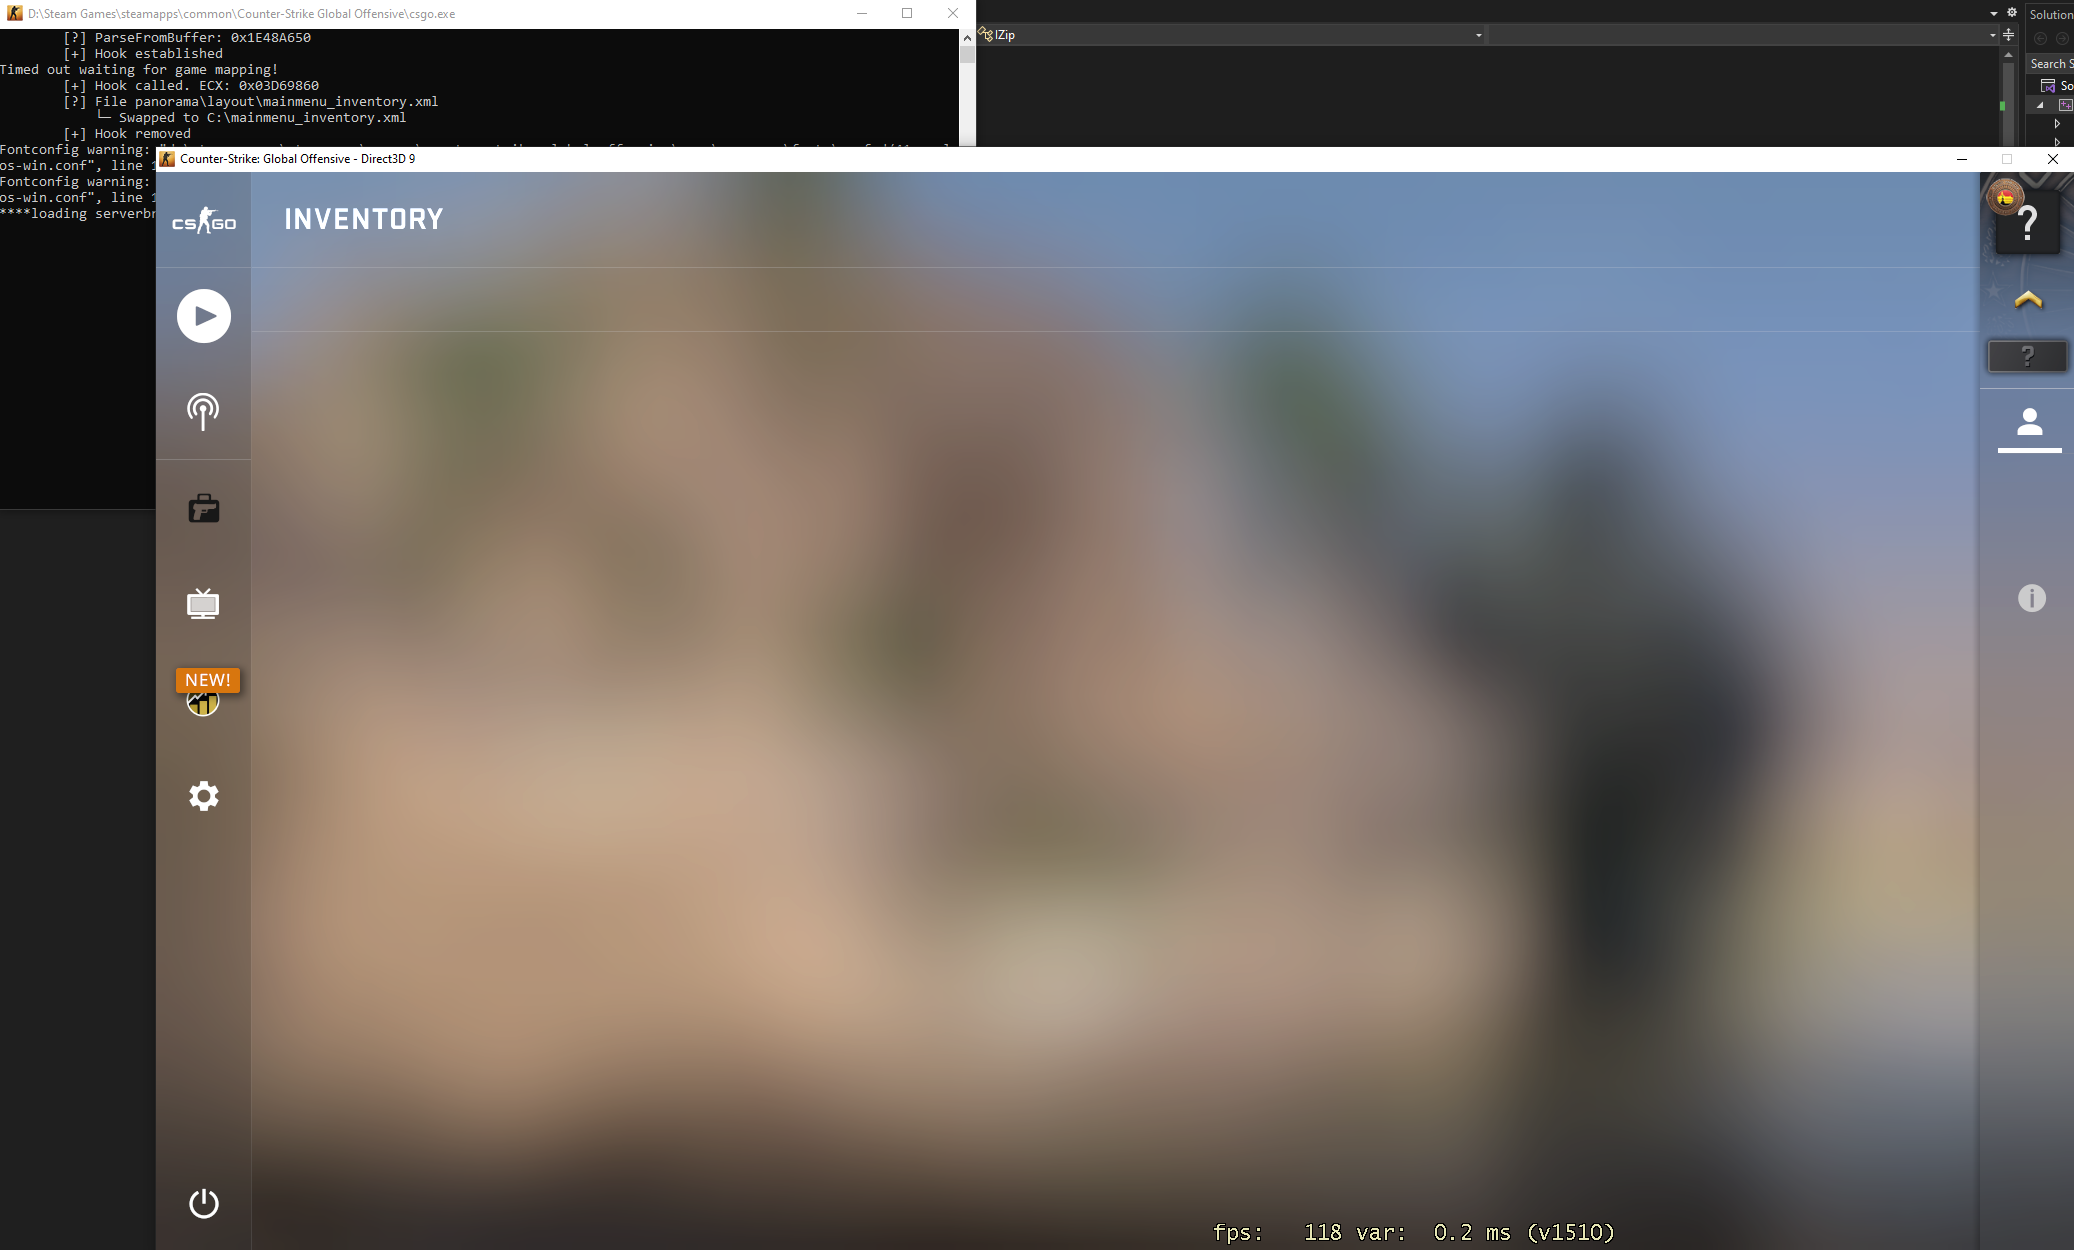 D:\Steam Games\steamapps\common\Counter-Strike Global Offensive\csgo.exe
[?] ParseFromBuffer: 0x1E48A650
[+] Hook established
Timed out waiting for game mapping!
[+] Hook called. ECX: 0x03D69860
[?] File panorama\layout\mainmenu_inventory.xml
└─ Swapped to C:\mainmenu_inventory.xml
[+] Hook removed
Fontconfig warning:
os-win.conf", line
Fontconfig warning:
os-win.conf", line
****loading serverbr
IZip
Solution
Search S
So
Counter-Strike: Global Offensive - Direct3D 9
CS GO
INVENTORY
?
?
NEW!
i
fps: 118 var: 0.2 ms (v1510)